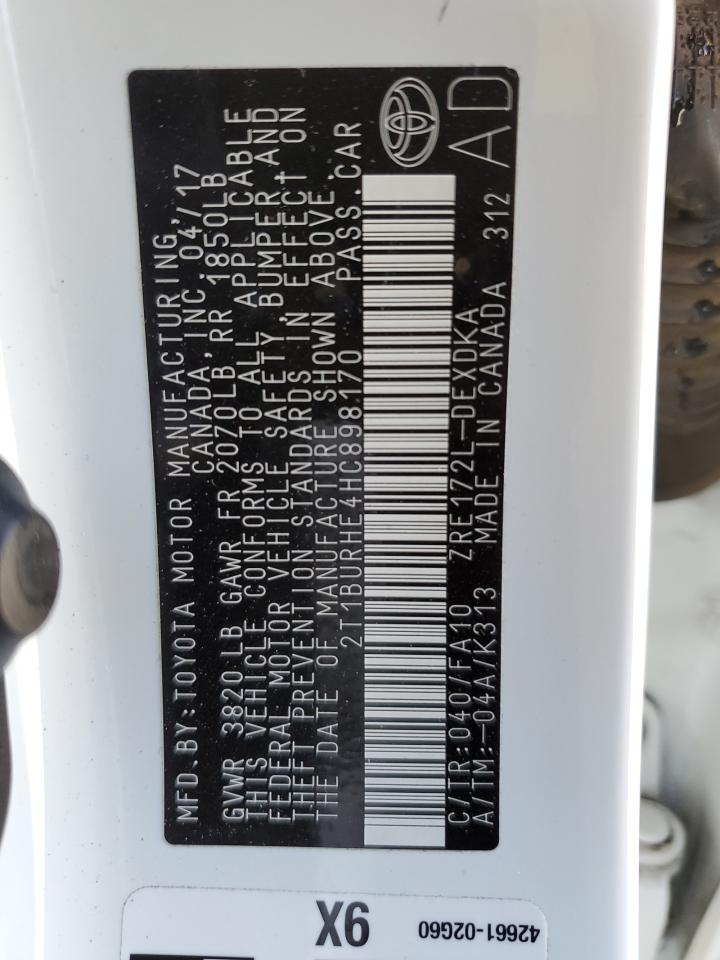 MFD.BY:TOYOTA MOTOR MANUFACTURING,
CANADA,INC.04/17
GVWR 3820LB GAWR FR 2070LB RR 1850LB
THIS VEHICLE CONFORMS TO ALL APPLICABLE
FEDERAL MOTOR VEHICLE SAFETY,BUMPER,AND
THEFT PREVENTION STANDARDS IN EFFECT ON
THE DATE OF MANUFACTURE SHOWN ABOVE.
2T1BURHE4HC898170 PASS.CAR
C/TR:040/FA10 ZRE172L-DEXDKA
A/TM:-04A/K313 MADE IN CANADA 312
AD
9X
42661-02G60